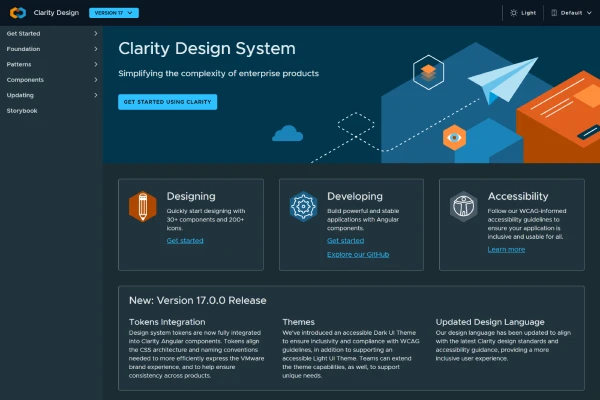 Clarity Design
VERSION 17
Light
Default
Get Started
Foundation
Patterns
Components
Updating
Storybook
Clarity Design System
Simplifying the complexity of enterprise products
GET STARTED USING CLARITY
Designing
Quickly start designing with
30+ components and 200+
icons.
Get started
Developing
Build powerful and stable
applications with Angular
components.
Get started
Explore our GitHub
Accessibility
Follow our WCAG-informed
accessibility guidelines to
ensure your application is
inclusive and usable for all.
Learn more
New: Version 17.0.0 Release
Tokens Integration
Design system tokens are now fully integrated
into Clarity Angular components. Tokens align
the CSS architecture and naming conventions
needed to more efficiently express the VMware
brand experience, and to help ensure
consistency across products.
Themes
We've introduced an accessible Dark UI Theme
to ensure inclusivity and compliance with WCAG
guidelines, in addition to supporting an
accessible Light UI Theme. Teams can extend
the theme capabilities, as well, to support
unique needs.
Updated Design Language
Our design language has been updated to align
with the latest Clarity design standards and
accessibility guidance, providing a more
inclusive user experience.